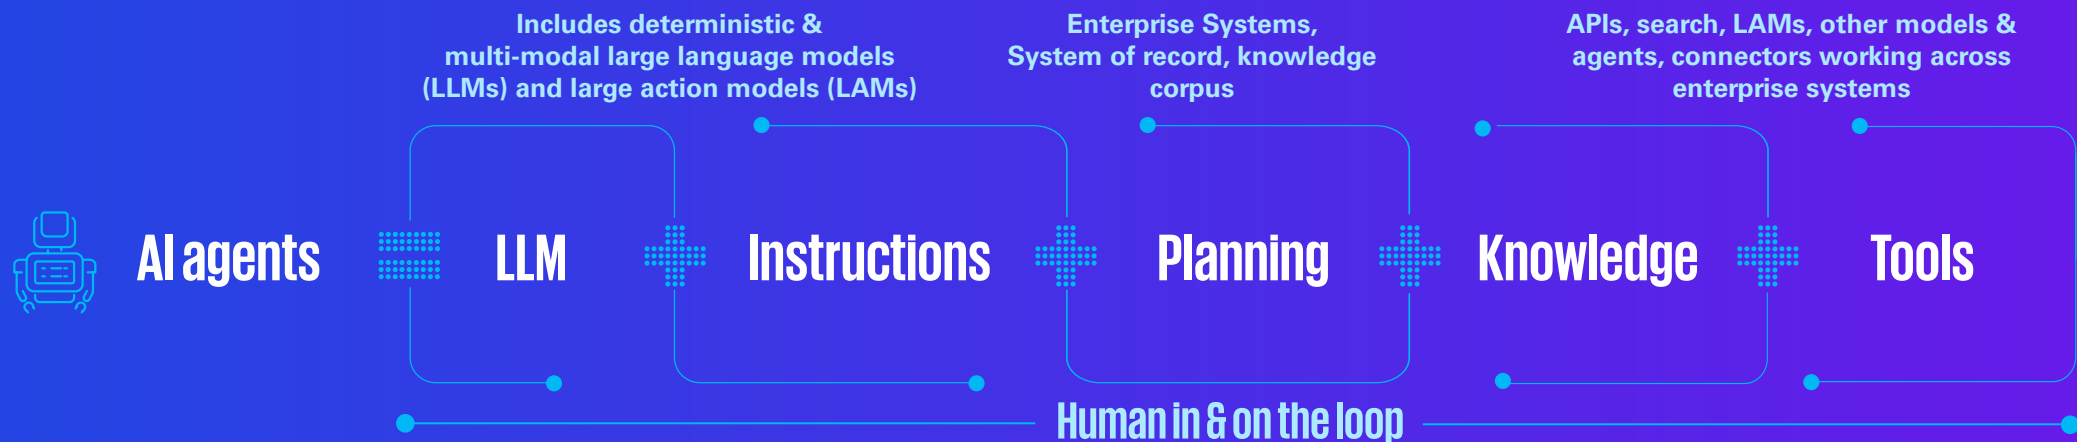 Includes deterministic &
multi-modal large language models
(LLMs) and large action models (LAMs)
Enterprise Systems,
System of record, knowledge
corpus
APIs, search, LAMs, other models &
agents, connectors working across
enterprise systems
AI agents
LLM
Instructions
Planning
Knowledge
Tools
Human in & on the loop